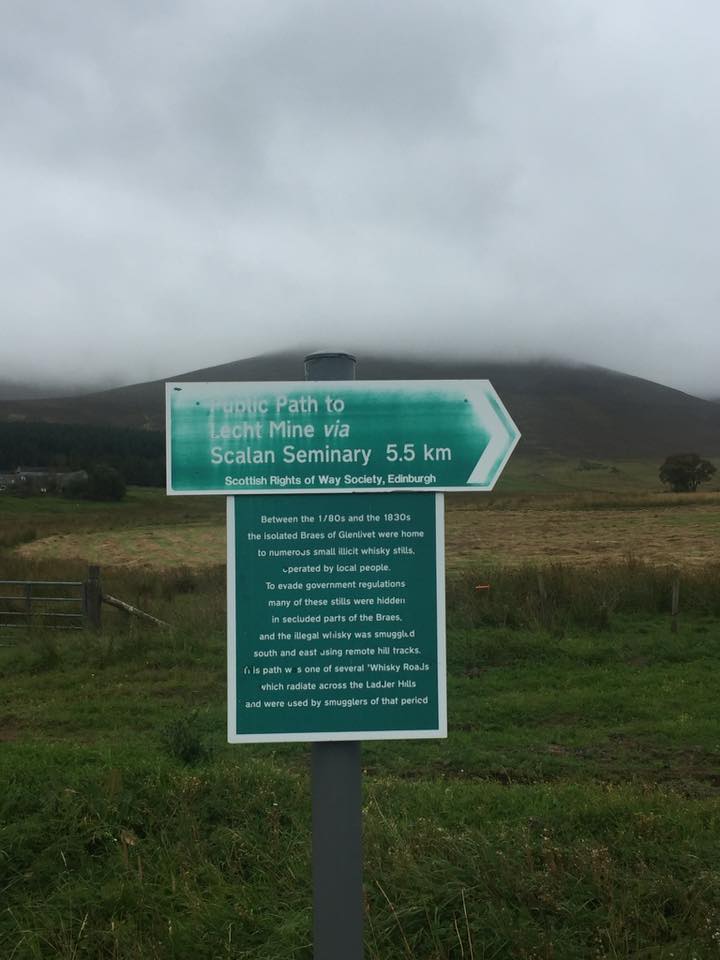 Public Path to
Lecht Mine via
Scalan Seminary 5.5 km
Scottish Rights of Way Society, Edinburgh
Between the 1780s and the 1830s
the isolated Braes of Glenlivet were home
to numerous small illicit whisky stills,
operated by local people.
To evade government regulations
many of these stills were hidden
in secluded parts of the Braes,
and the illegal whisky was smuggled
south and east using remote hill tracks.
This path was one of several 'Whisky Roads
which radiate across the Ladder Hills
and were used by smugglers of that period